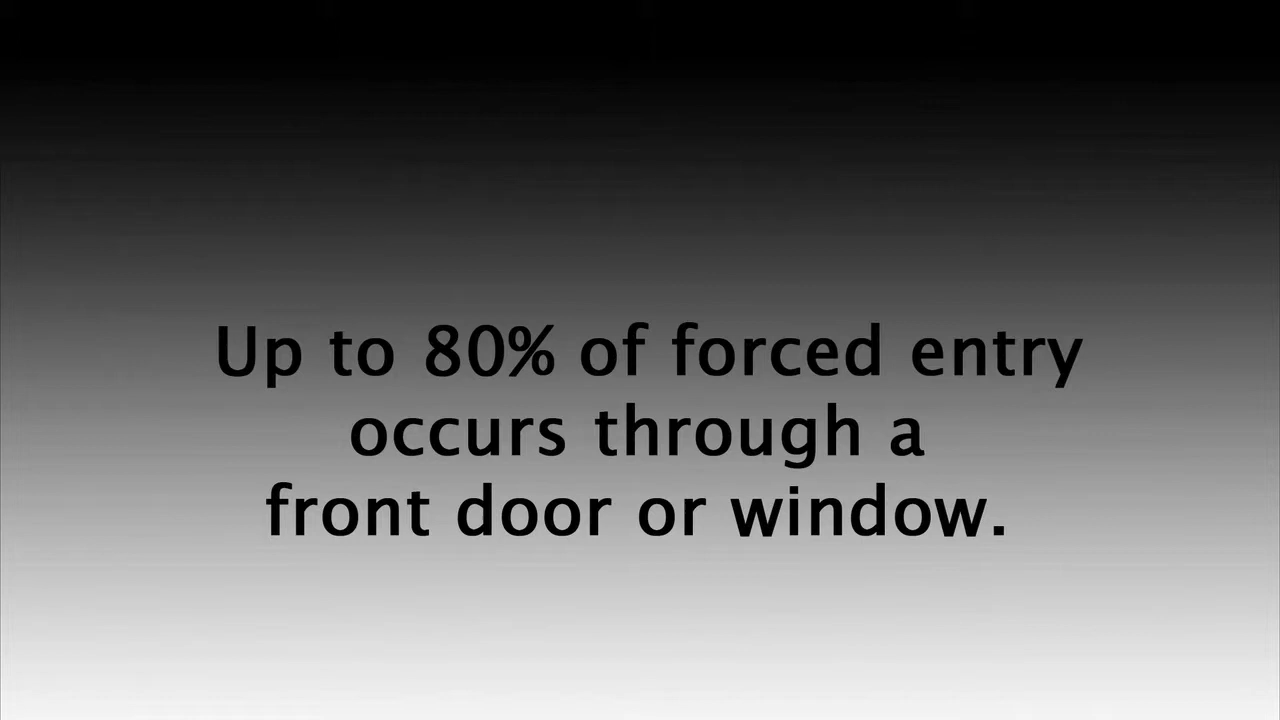 Up to 80% of forced entry
occurs through a
front door or window.